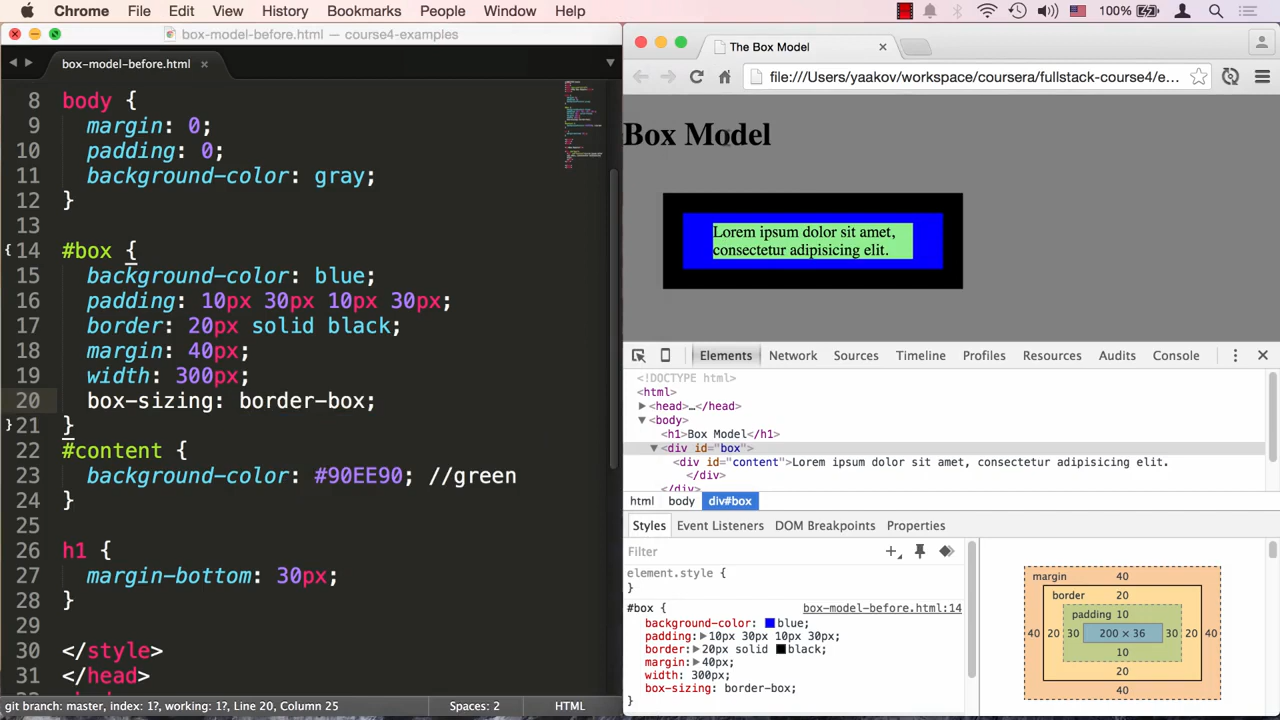 Chrome File Edit View History Bookmarks People Window Help 100%
box-model-before.html — course4-examples
box-model-before.html
8 body {
9 margin: 0;
10 padding: 0;
11 background-color: gray;
12 }
13
14 #box {
15 background-color: blue;
16 padding: 10px 30px 10px 30px;
17 border: 20px solid black;
18 margin: 40px;
19 width: 300px;
20 box-sizing: border-box;
21 }
22 #content {
23 background-color: #90EE90; //green
24 }
25
26 h1 {
27 margin-bottom: 30px;
28 }
29
30 </style>
31 </head>
git branch: master, index: 1?, working: 1?, Line 20, Column 25 Spaces: 2 HTML
The Box Model
file:///Users/yaakov/workspace/coursera/fullstack-course4/e...
Box Model
Lorem ipsum dolor sit amet,
consectetur adipisicing elit.
Elements Network Sources Timeline Profiles Resources Audits Console
<!DOCTYPE html>
<html>
<head>…</head>
<body>
<h1>Box Model</h1>
<div id="box">
<div id="content">Lorem ipsum dolor sit amet, consectetur adipisicing elit.
</div>
</div>
html body div#box
Styles Event Listeners DOM Breakpoints Properties
Filter
element.style {
}
#box { box-model-before.html:14
background-color: blue;
padding: 10px 30px 10px 30px;
border: 20px solid black;
margin: 40px;
width: 300px;
box-sizing: border-box;
}
margin 40
border 20
padding 10
40 20 30 200 × 36 30 20 40
10
20
40